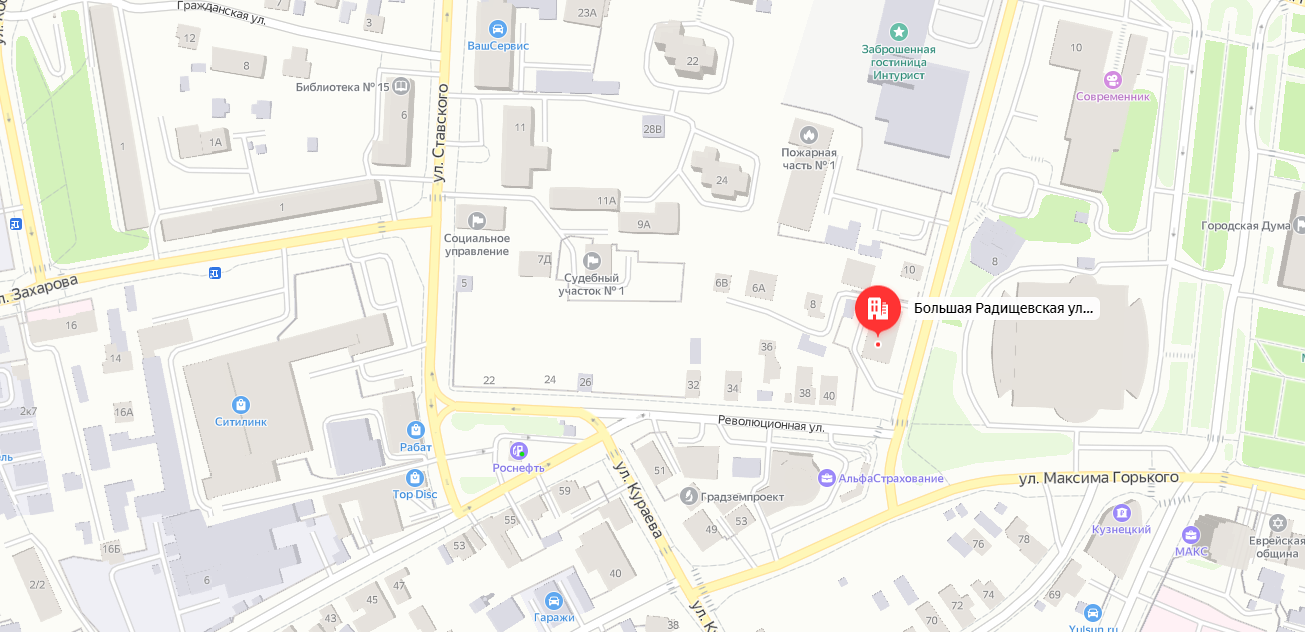 Гражданская ул.
3
23А
12
8
ВашСервис
22
Заброшенная
гостиница
Интурист
10
Современник
Библиотека № 15
6
1
1А
11
28В
Пожарная
часть № 1
ул. Ставского
24
1
11А
9А
Социальное
управление
Городская Дума
7Д
Судебный
участок № 1
5
6В
6А
8
10
8
Большая Радищевская ул...
ул. Захарова
16
14
36
22
24
26
32
34
38
40
2к7
16А
Ситилинк
Рабат
Революционная ул.
Роснефть
Top Disc
51
АльфаСтрахование
ул. Максима Горького
Градземпроект
59
55
53
49
53
ул. Кураева
Кузнецкий
МАКС
Еврейская
община
76
78
16Б
6
2/2
40
45
47
43
Гаражи
38
69
70
72
74
Yulsun.ru